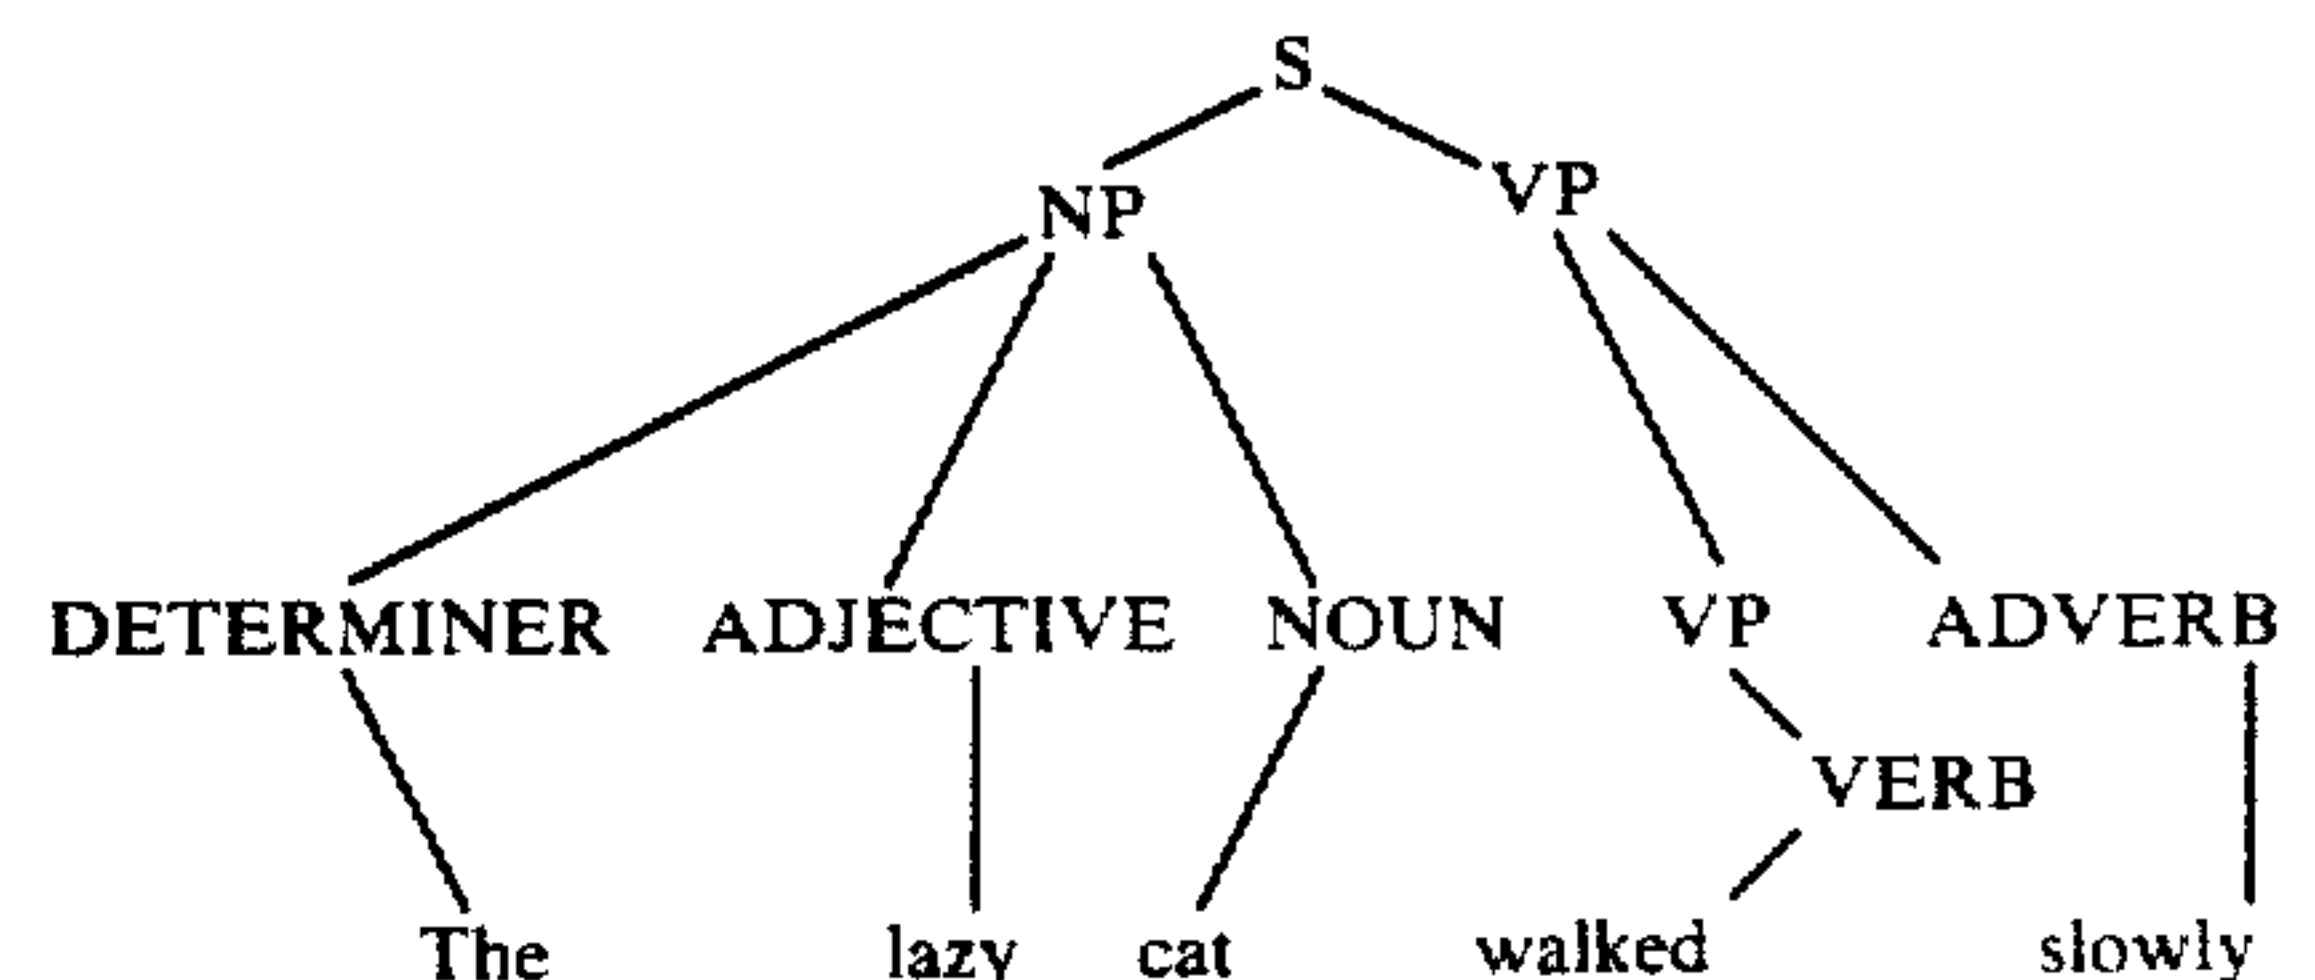 S
NP VP
DETERMINER ADJECTIVE NOUN VP ADVERB
VERB
The lazy cat walked slowly